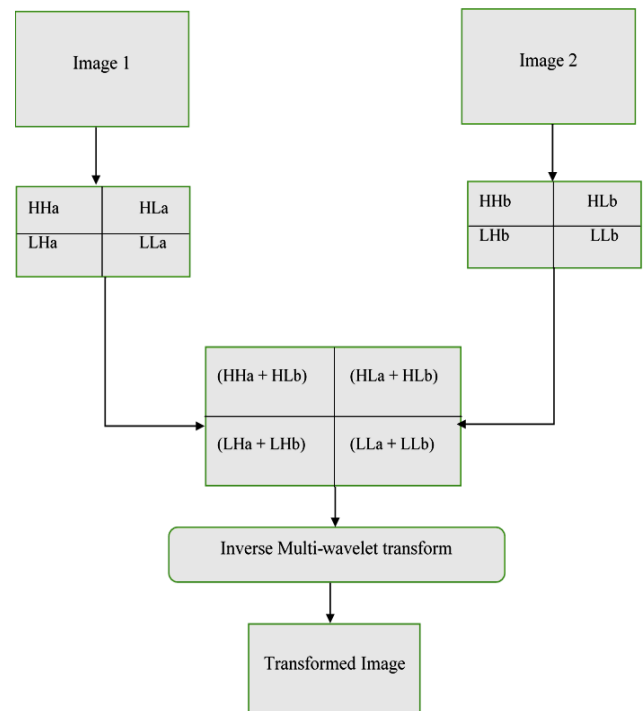 Image 1
Image 2
HHa
HLa
LHa
LLa
HHb
HLb
LHb
LLb
(HHa + HLb)
(HLa + HLb)
(LHa + LHb)
(LLa + LLb)
Inverse Multi-wavelet transform
Transformed Image